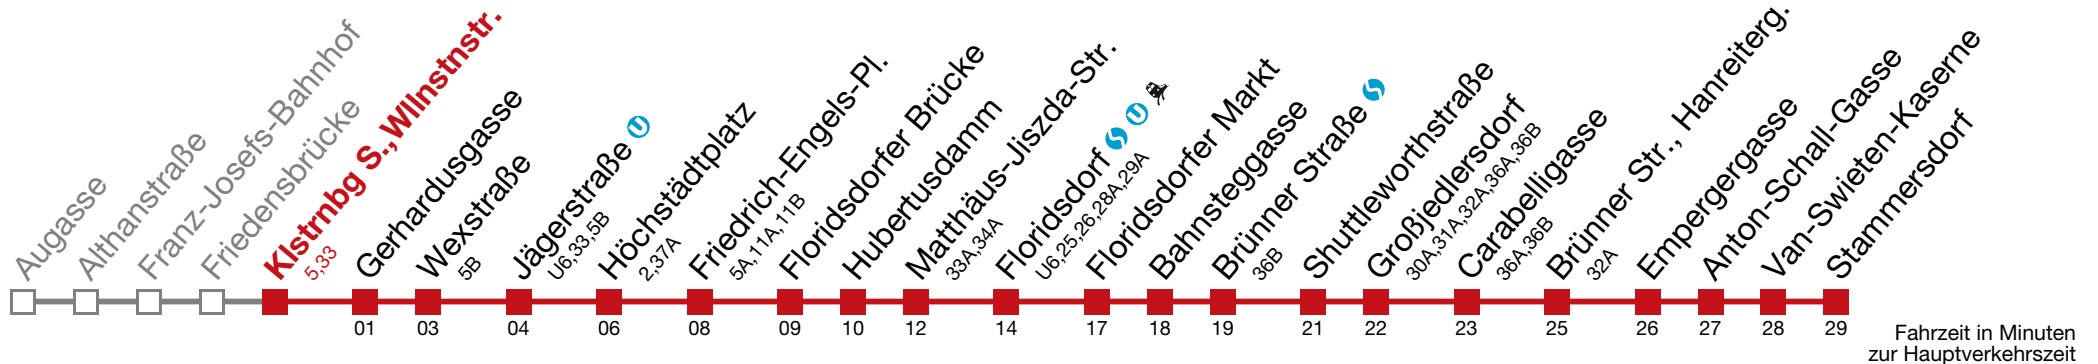 Augasse
Althanstraße
Franz-Josefs-Bahnhof
Friedensbrücke
Klstrnbg S., Wllnstnstr.
5,33
Gerhardusgasse
Wexstraße
5B
Jägerstraße U
U6,33,5B
Höchstädtplatz
2,37A
Friedrich-Engels-Pl.
5A,11A,11B
Floridsdorfer Brücke
Hubertusdamm
Matthäus-Jiszda-Str.
33A,34A
Floridsdorf S U
U6,25,26,28A,29A
Floridsdorfer Markt
Bahnsteggasse
Brünner Straße S
36B
Shuttleworthstraße
Großjedlersdorf
30A,31A,32A,36A,36B
Carabelligasse
36A,36B
Brünner Str., Hanreiterg.
32A
Empergergasse
Anton-Schall-Gasse
Van-Swieten-Kaserne
Stammersdorf
01 03 04 06 08 09 10 12 14 17 18 19 21 22 23 25 26 27 28 29
Fahrzeit in Minuten
zur Hauptverkehrszeit